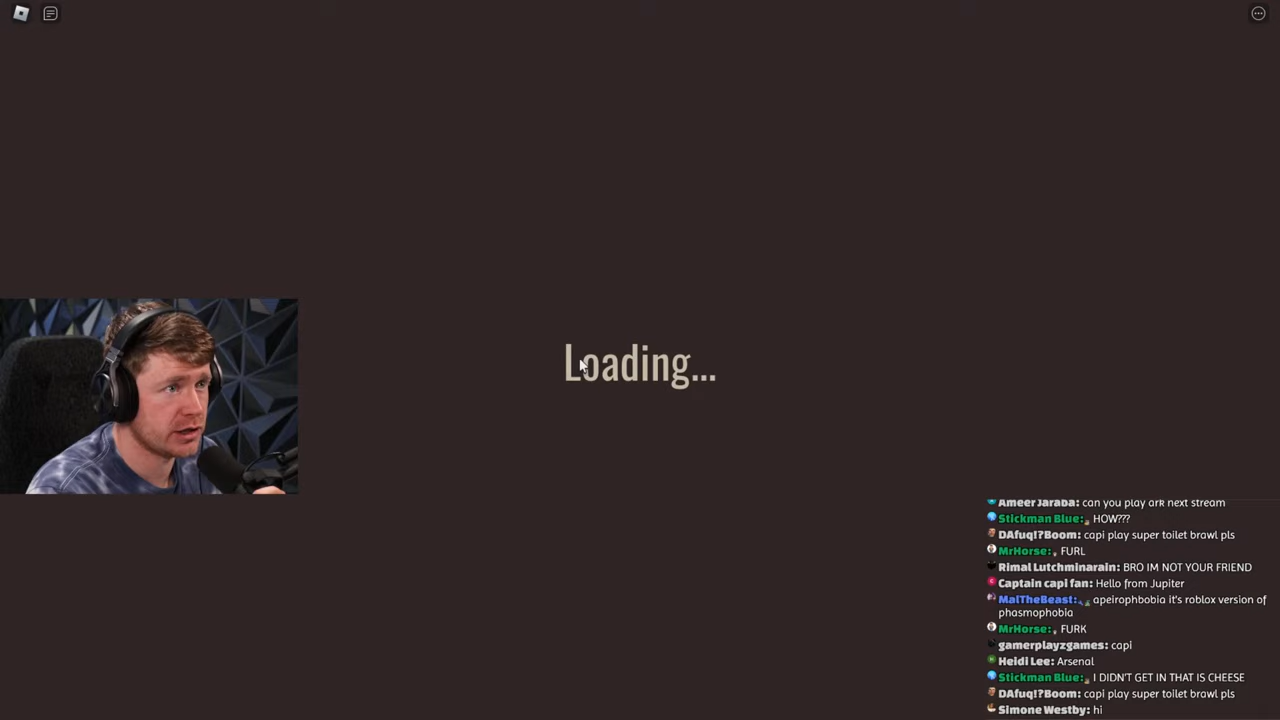 Loading...
Ameer Jaraba: can you play ark next stream
Stickman Blue: HOW???
DAfuq!?Boom: capi play super toilet brawl pls
MrHorse: FURL
Rimal Lutchminarain: BRO IM NOT YOUR FRIEND
Captain capi fan: Hello from Jupiter
MalTheBeast: apeirophbobia it's roblox version of
phasmophobia
MrHorse: FURK
gamerplayzgames: capi
Heidi Lee: Arsenal
Stickman Blue: I DIDN'T GET IN THAT IS CHEESE
DAfuq!?Boom: capi play super toilet brawl pls
Simone Westby: hi